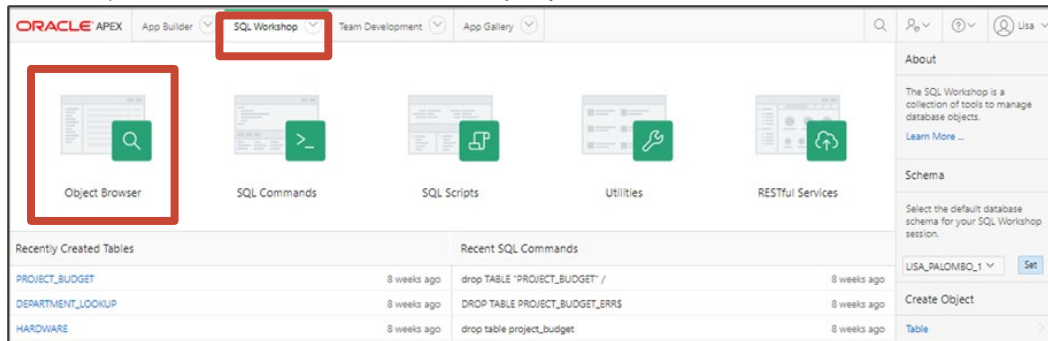 ORACLE APEX App Builder SQL Workshop Team Development App Gallery Lisa
Object Browser
SQL Commands
SQL Scripts
Utilities
RESTful Services
Recently Created Tables
PROJECT_BUDGET 8 weeks ago
DEPARTMENT_LOOKUP 8 weeks ago
HARDWARE 8 weeks ago
Recent SQL Commands
drop TABLE "PROJECT_BUDGET" / 8 weeks ago
DROP TABLE PROJECT_BUDGET_ERR$ 8 weeks ago
drop table project_budget 8 weeks ago
About
The SQL Workshop is a
collection of tools to manage
database objects.
Learn More ...
Schema
Select the default database
schema for your SQL Workshop
session.
LISA_PALOMBO_1 Set
Create Object
Table